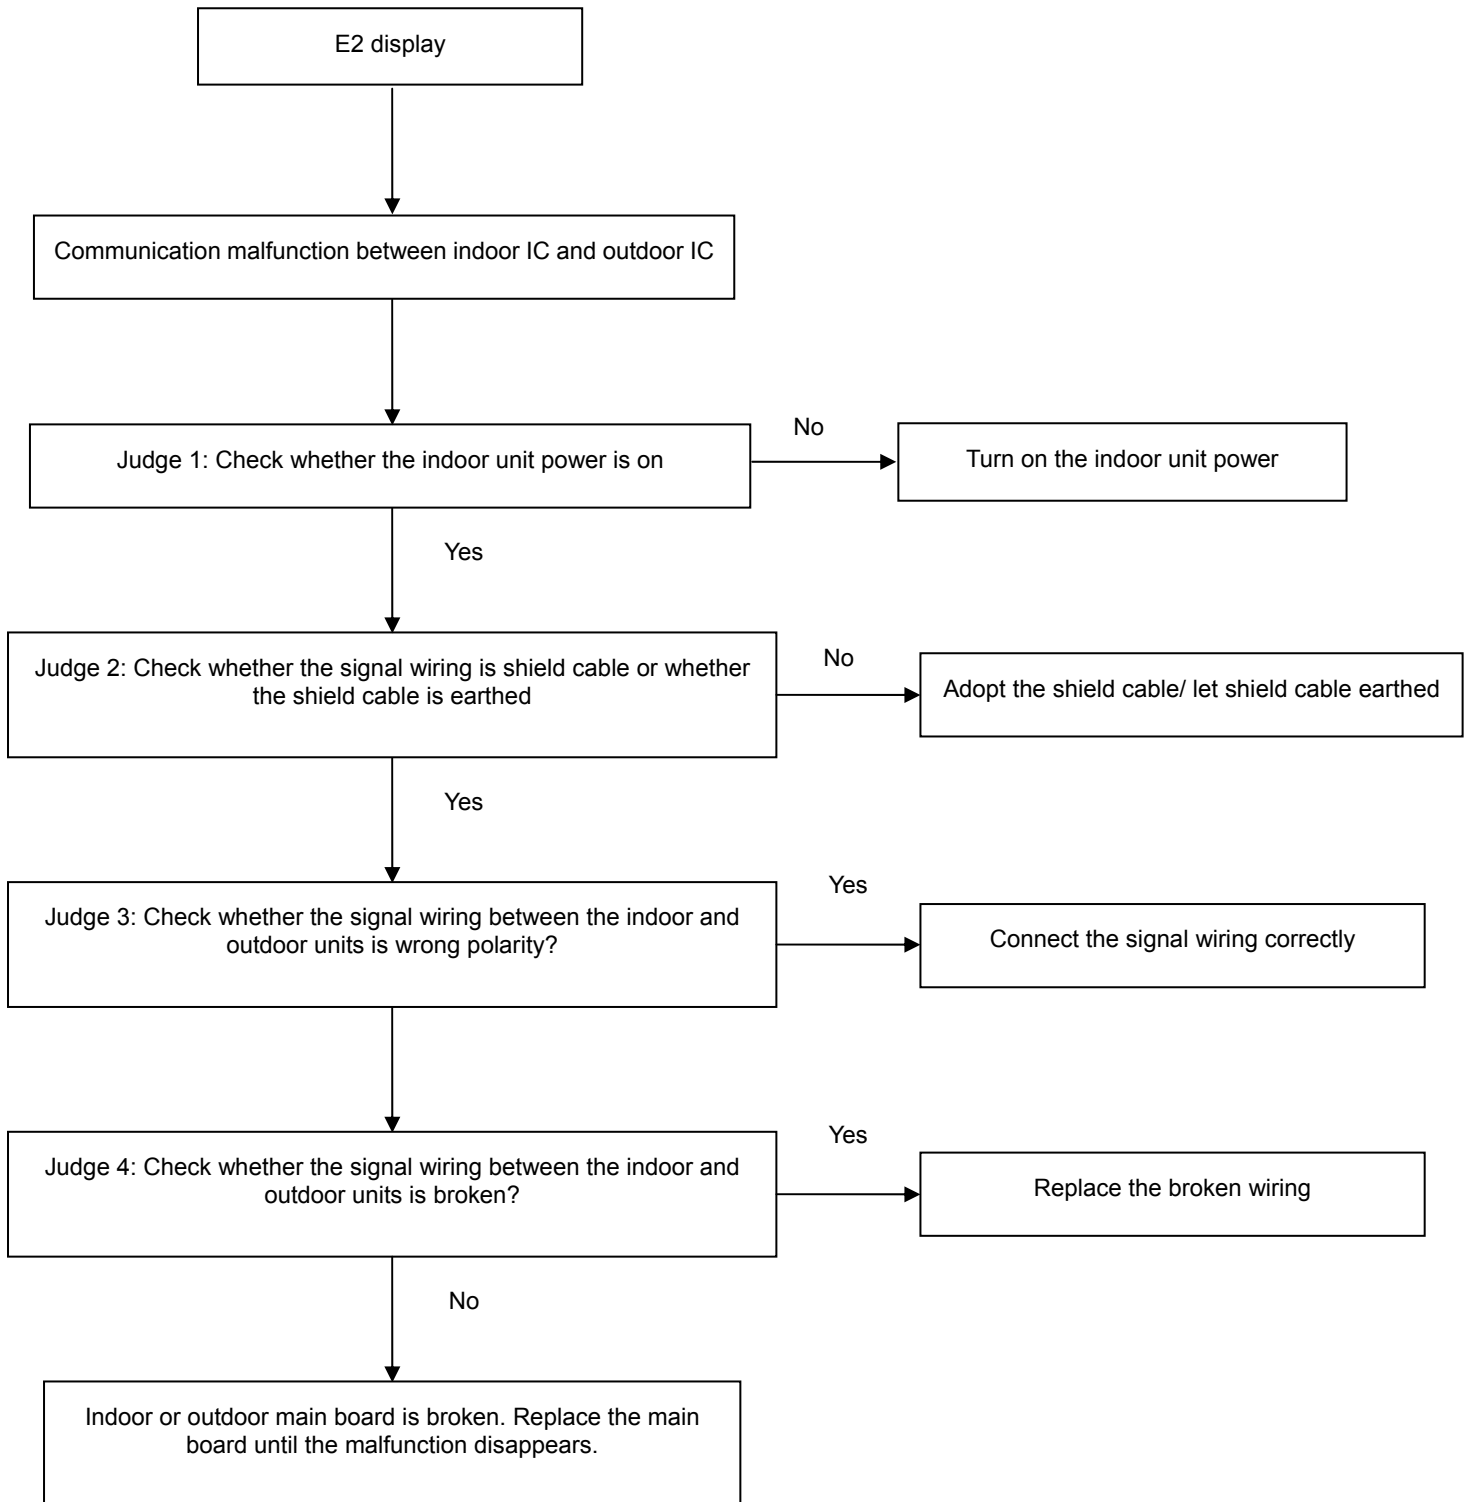 E2 display
Communication malfunction between indoor IC and outdoor IC
No
Judge 1: Check whether the indoor unit power is on
Turn on the indoor unit power
Yes
No
Judge 2: Check whether the signal wiring is shield cable or whether
the shield cable is earthed
Adopt the shield cable/ let shield cable earthed
Yes
Yes
Judge 3: Check whether the signal wiring between the indoor and
outdoor units is wrong polarity?
Connect the signal wiring correctly
Yes
Judge 4: Check whether the signal wiring between the indoor and
outdoor units is broken?
Replace the broken wiring
No
Indoor or outdoor main board is broken. Replace the main
board until the malfunction disappears.